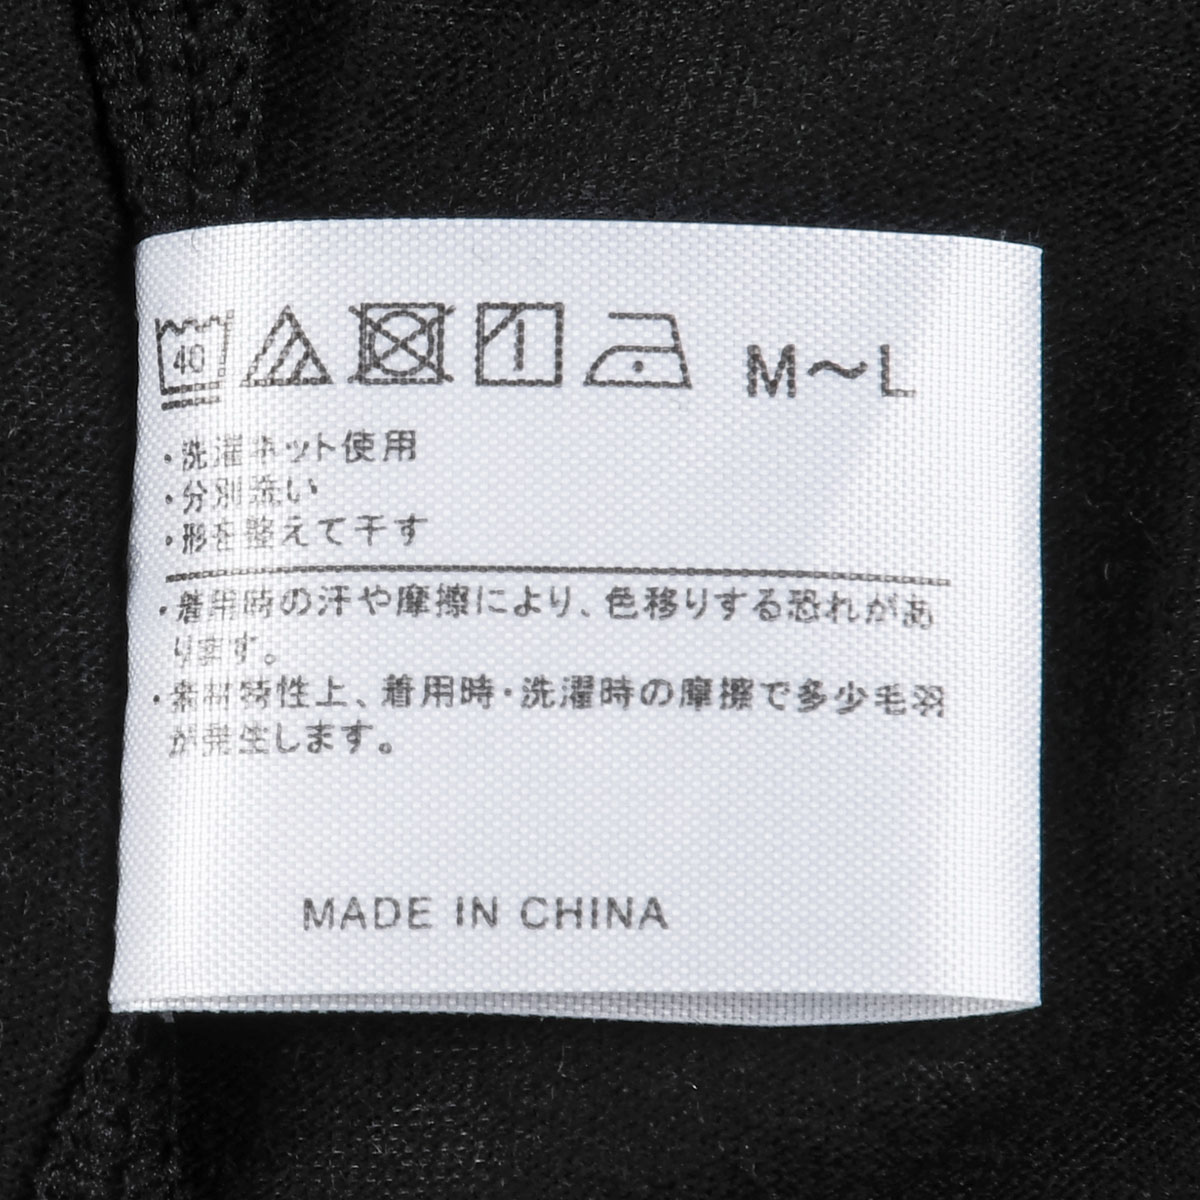 40 M～L
・洗濯ネット使用
・分別洗い
・形を整えて干す
・着用時の汗や摩擦により、色移りする恐れがあ
ります。
・素材特性上、着用時・洗濯時の摩擦で多少毛羽
が発生します。
MADE IN CHINA